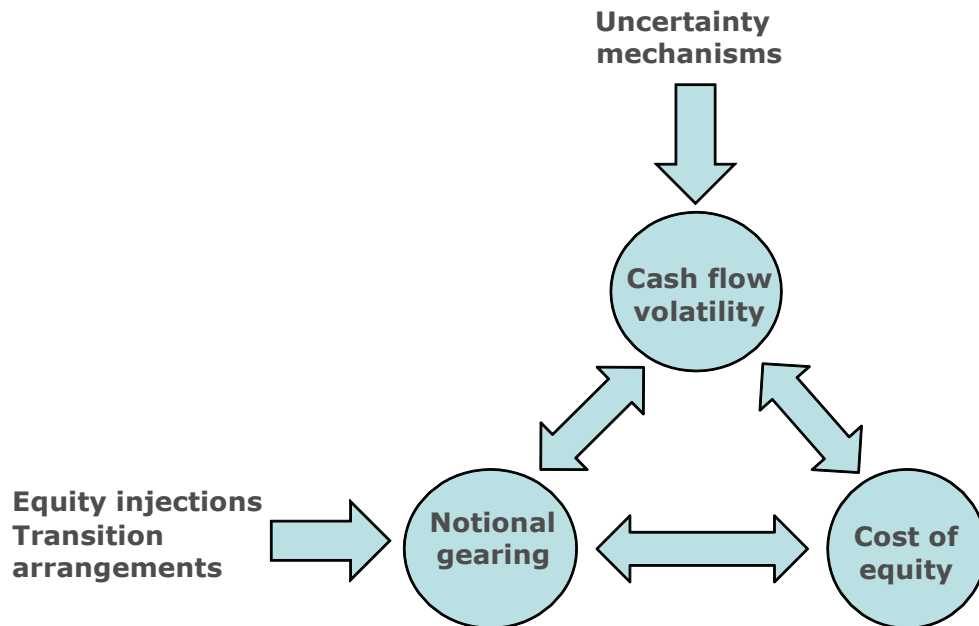 Uncertainty
mechanisms
Cash flow
volatility
Equity injections
Transition
arrangements
Notional
gearing
Cost of
equity